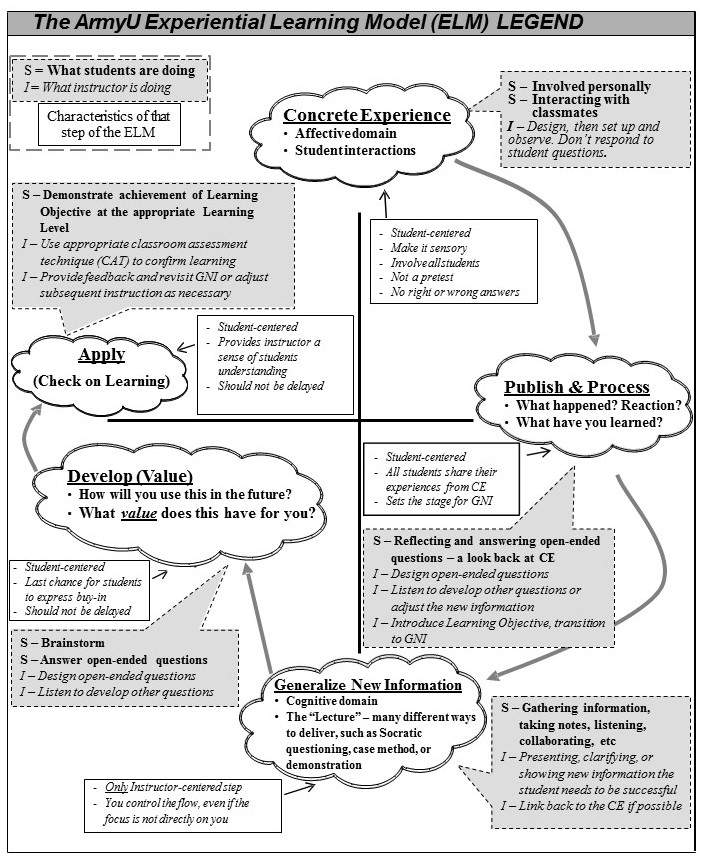 The ArmyU Experiential Learning Model (ELM) LEGEND
S = What students are doing
I = What instructor is doing
Characteristics of that
step of the ELM
Concrete Experience
• Affective domain
• Student interactions
S – Involved personally
S – Interacting with
classmates
I – Design, then set up and
observe. Don't respond to
student questions.
- Student-centered
- Make it sensory
- Involve all students
- Not a pretest
- No right or wrong answers
S – Demonstrate achievement of Learning
Objective at the appropriate Learning
Level
I – Use appropriate classroom assessment
technique (CAT) to confirm learning
I – Provide feedback and revisit GNI or adjust
subsequent instruction as necessary
Apply
(Check on Learning)
- Student-centered
- Provides instructor a
sense of students
understanding
- Should not be delayed
Publish & Process
• What happened? Reaction?
• What have you learned?
- Student-centered
- All students share their
experiences from CE
- Sets the stage for GNI
S – Reflecting and answering open-ended
questions – a look back at CE
I – Design open-ended questions
I – Listen to develop other questions or
adjust the new information
I – Introduce Learning Objective, transition
to GNI
Develop (Value)
• How will you use this in the future?
• What value does this have for you?
- Student-centered
- Last chance for students
to express buy-in
- Should not be delayed
S – Brainstorm
S – Answer open-ended questions
I – Design open-ended questions
I – Listen to develop other questions
Generalize New Information
• Cognitive domain
• The "Lecture" – many different ways
to deliver, such as Socratic
questioning, case method, or
demonstration
- Only Instructor-centered step
- You control the flow, even if the
focus is not directly on you
S – Gathering information,
taking notes, listening,
collaborating, etc
I – Presenting, clarifying, or
showing new information the
student needs to be successful
I – Link back to the CE if possible